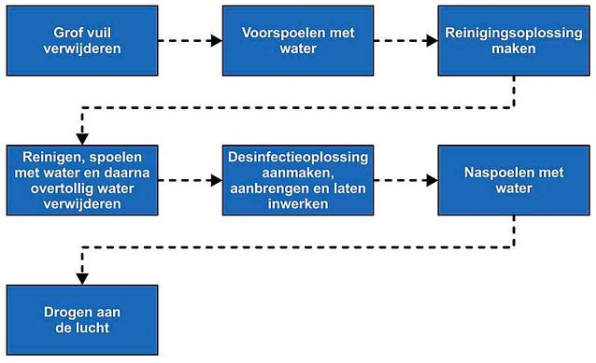 Grof vuil
verwijderen
Voorspoelen met
water
Reinigingsoplossing
maken
Reinigen, spoelen
met water en daarna
overtollig water
verwijderen
Desinfectieoplossing
aanmaken,
aanbrengen en laten
inwerken
Naspoelen met
water
Drogen aan
de lucht